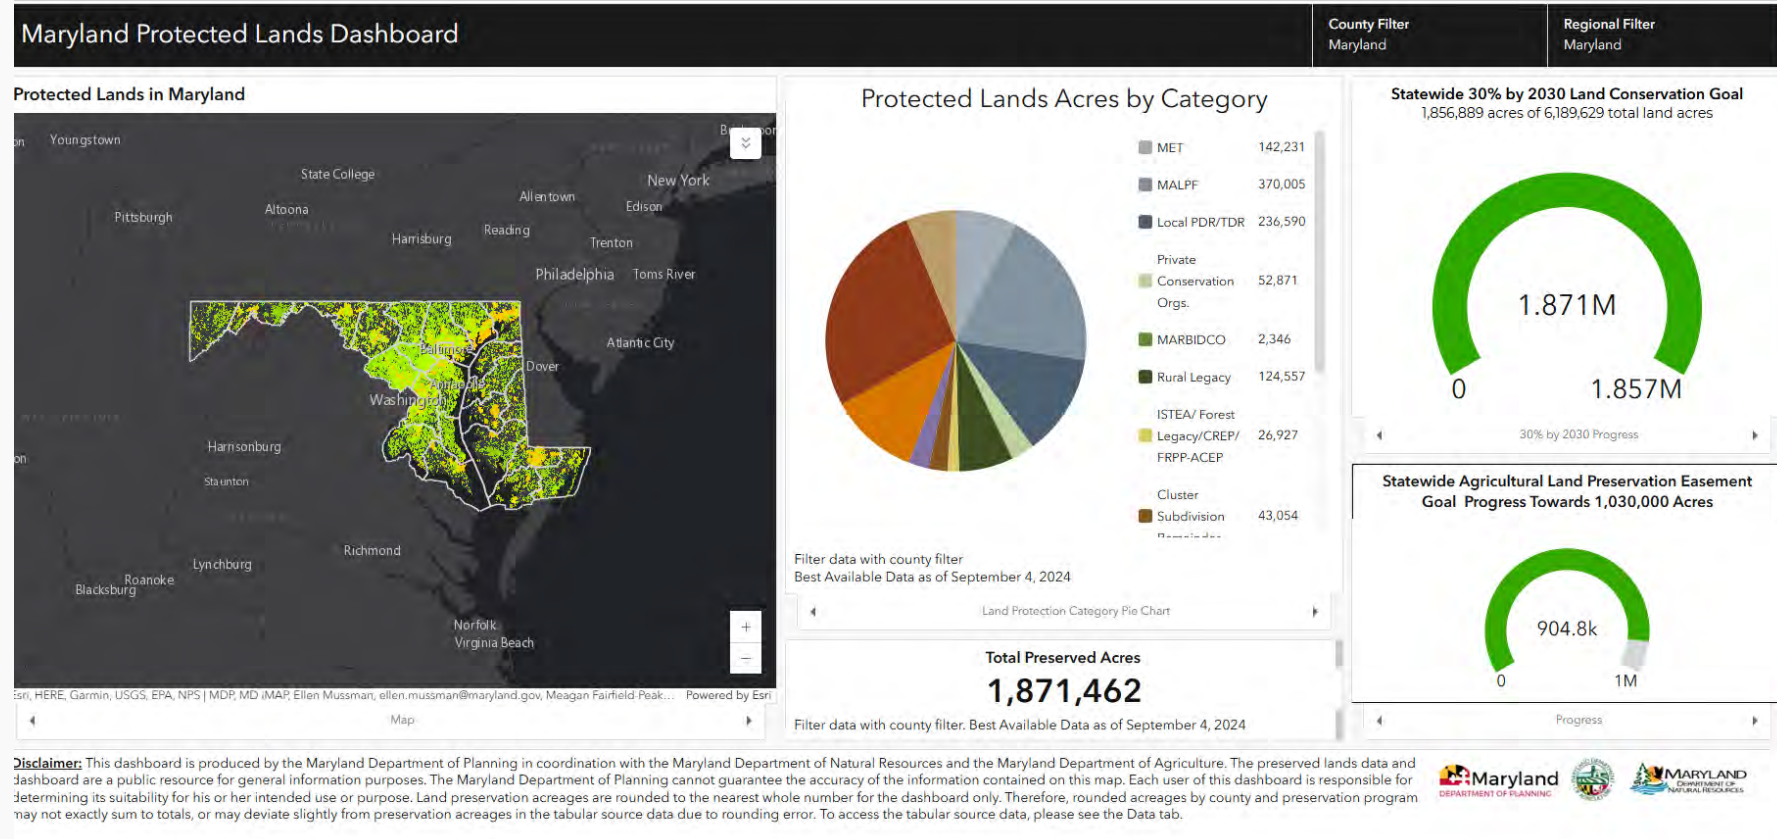 Maryland Protected Lands Dashboard
County Filter
Maryland
Regional Filter
Maryland
Protected Lands in Maryland
Youngstown
State College
New York
Allentown
Edison
Altoona
Pittsburgh
Reading
Harrisburg
Trenton
Philadelphia
Toms River
Atlantic City
Baltimore
Dover
Annapolis
Washington
Harrisonburg
Staunton
Richmond
Lynchburg
Roanoke
Blacksburg
Norfolk
Virginia Beach
+
−
Esri, HERE, Garmin, USGS, EPA, NPS | MDP, MD iMAP, Ellen Mussman, ellen.mussman@maryland.gov, Meagan Fairfield-Peak...
Powered by Esri
Map
Protected Lands Acres by Category
MET 142,231
MALPF 370,005
Local PDR/TDR 236,590
Private
Conservation 52,871
Orgs.
MARBIDCO 2,346
Rural Legacy 124,557
ISTEA/ Forest
Legacy/CREP/ 26,927
FRPP-ACEP
Cluster
Subdivision 43,054
Filter data with county filter
Best Available Data as of September 4, 2024
Land Protection Category Pie Chart
Total Preserved Acres
1,871,462
Filter data with county filter. Best Available Data as of September 4, 2024
Statewide 30% by 2030 Land Conservation Goal
1,856,889 acres of 6,189,629 total land acres
1.871M
0
1.857M
30% by 2030 Progress
Statewide Agricultural Land Preservation Easement
Goal Progress Towards 1,030,000 Acres
904.8k
0
1M
Progress
Disclaimer: This dashboard is produced by the Maryland Department of Planning in coordination with the Maryland Department of Natural Resources and the Maryland Department of Agriculture. The preserved lands data and
dashboard are a public resource for general information purposes. The Maryland Department of Planning cannot guarantee the accuracy of the information contained on this map. Each user of this dashboard is responsible for
determining its suitability for his or her intended use or purpose. Land preservation acreages are rounded to the nearest whole number for the dashboard only. Therefore, rounded acreages by county and preservation program
may not exactly sum to totals, or may deviate slightly from preservation acreages in the tabular source data due to rounding error. To access the tabular source data, please see the Data tab.
Maryland
DEPARTMENT OF PLANNING
MARYLAND
DEPARTMENT OF
NATURAL RESOURCES